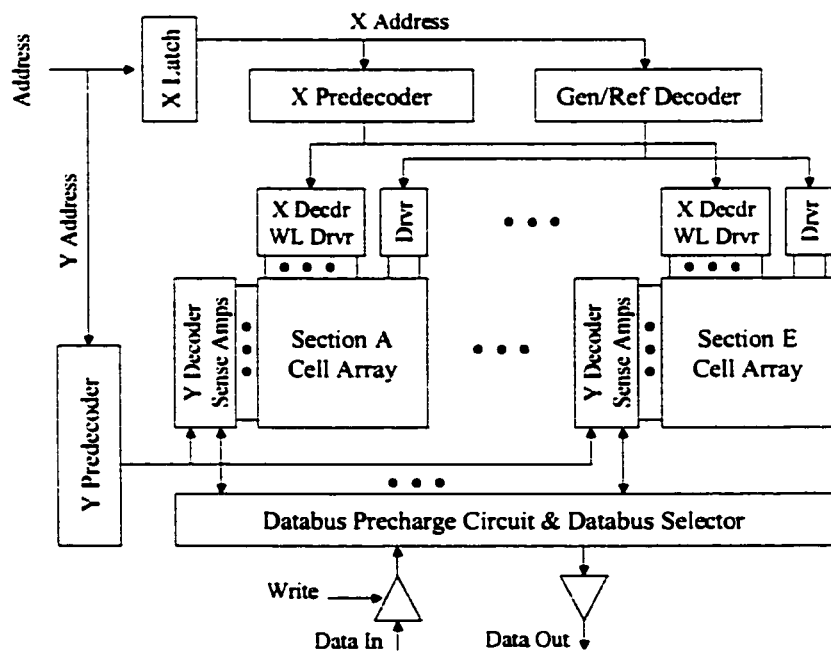 X Address
Address
X Latch
X Predecoder
Gen/Ref Decoder
Y Address
X Decdr
WL Drvr
Drvr
X Decdr
WL Drvr
Drvr
Y Decoder
Sense Amps
Section A
Cell Array
Y Decoder
Sense Amps
Section E
Cell Array
Y Predecoder
Databus Precharge Circuit & Databus Selector
Write
Data In
Data Out